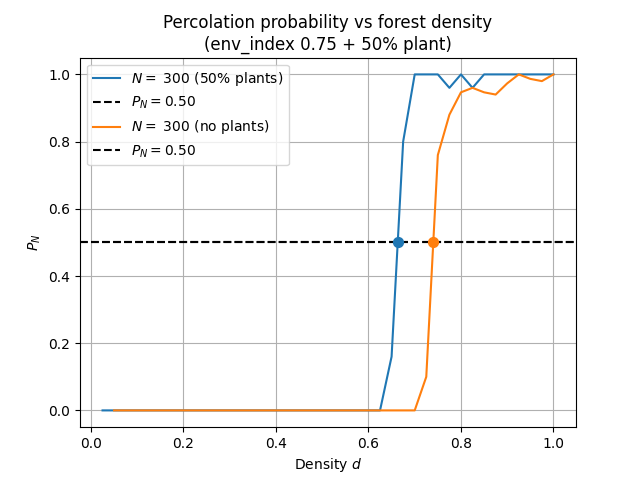 Percolation probability vs forest density
(env_index 0.75 + 50% plant)
N = 300 (50% plants)
P_N = 0.50
N = 300 (no plants)
P_N = 0.50
1.0
0.8
0.6
0.4
0.2
0.0
P_N
0.0 0.2 0.4 0.6 0.8 1.0
Density d